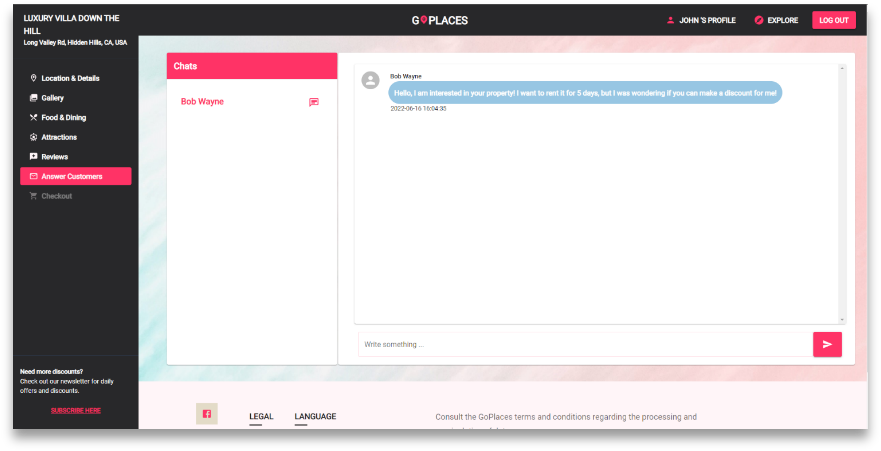 LUXURY VILLA DOWN THE
HILL
Long Valley Rd, Hidden Hills, CA, USA
GOPLACES
JOHN 'S PROFILE
EXPLORE
LOG OUT
Location & Details
Gallery
Food & Dining
Attractions
Reviews
Answer Customers
Checkout
Need more discounts?
Check out our newsletter for daily
offers and discounts.
SUBSCRIBE HERE
Chats
Bob Wayne
Bob Wayne
Hello, I am interested in your property! I want to rent it for 5 days, but I was wondering if you can make a discount for me!
2022-06-16 16:04:35
Write something ...
LEGAL
LANGUAGE
Consult the GoPlaces terms and conditions regarding the processing and